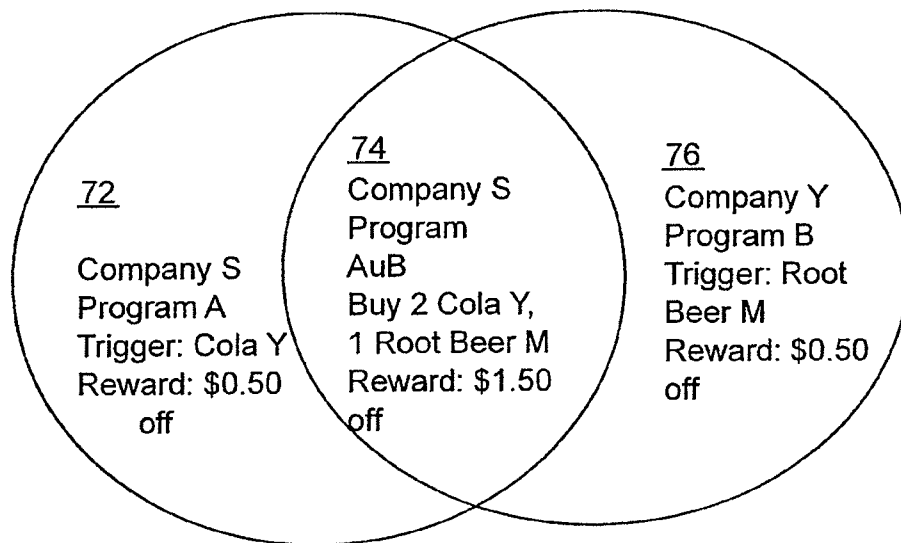 72
Company S
Program A
Trigger: Cola Y
Reward: $0.50
off
74
Company S
Program
AuB
Buy 2 Cola Y,
1 Root Beer M
Reward: $1.50
off
76
Company Y
Program B
Trigger: Root
Beer M
Reward: $0.50
off